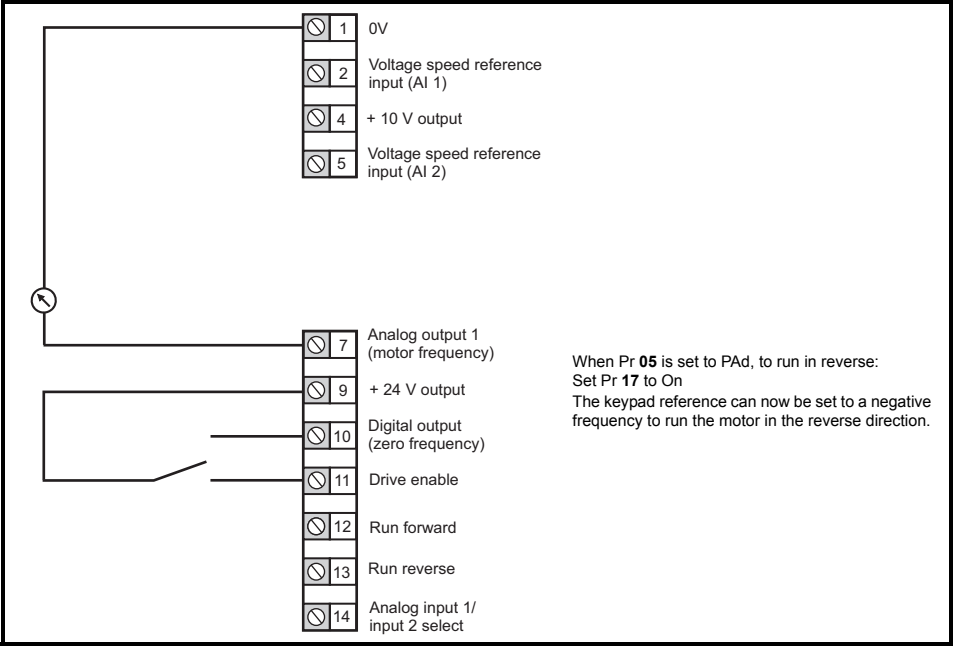 1 0V
2 Voltage speed reference
input (AI 1)
4 + 10 V output
5 Voltage speed reference
input (AI 2)
7 Analog output 1
(motor frequency)
9 + 24 V output
10 Digital output
(zero frequency)
11 Drive enable
12 Run forward
13 Run reverse
14 Analog input 1/
input 2 select
When Pr 05 is set to PAd, to run in reverse:
Set Pr 17 to On
The keypad reference can now be set to a negative
frequency to run the motor in the reverse direction.